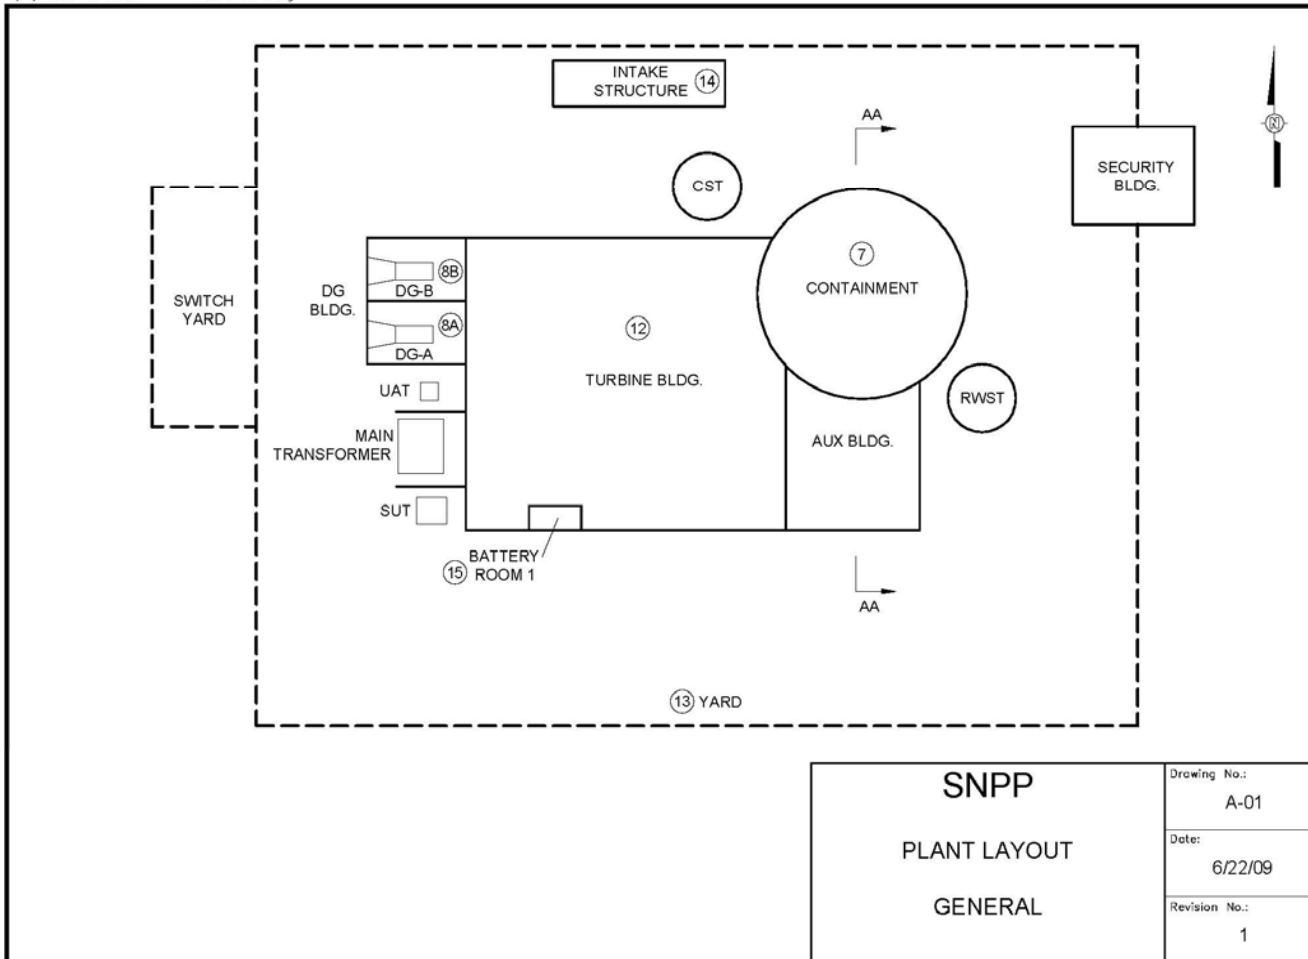 INTAKE
STRUCTURE 14
AA
N
SECURITY
BLDG.
CST
7
CONTAINMENT
SWITCH
YARD
DG
BLDG.
8B
DG-B
8A
DG-A
12
TURBINE BLDG.
UAT
RWST
MAIN
TRANSFORMER
AUX BLDG.
SUT
BATTERY
15 ROOM 1
AA
13 YARD
SNPP
PLANT LAYOUT
GENERAL
Drawing No.:
A-01
Date:
6/22/09
Revision No.:
1